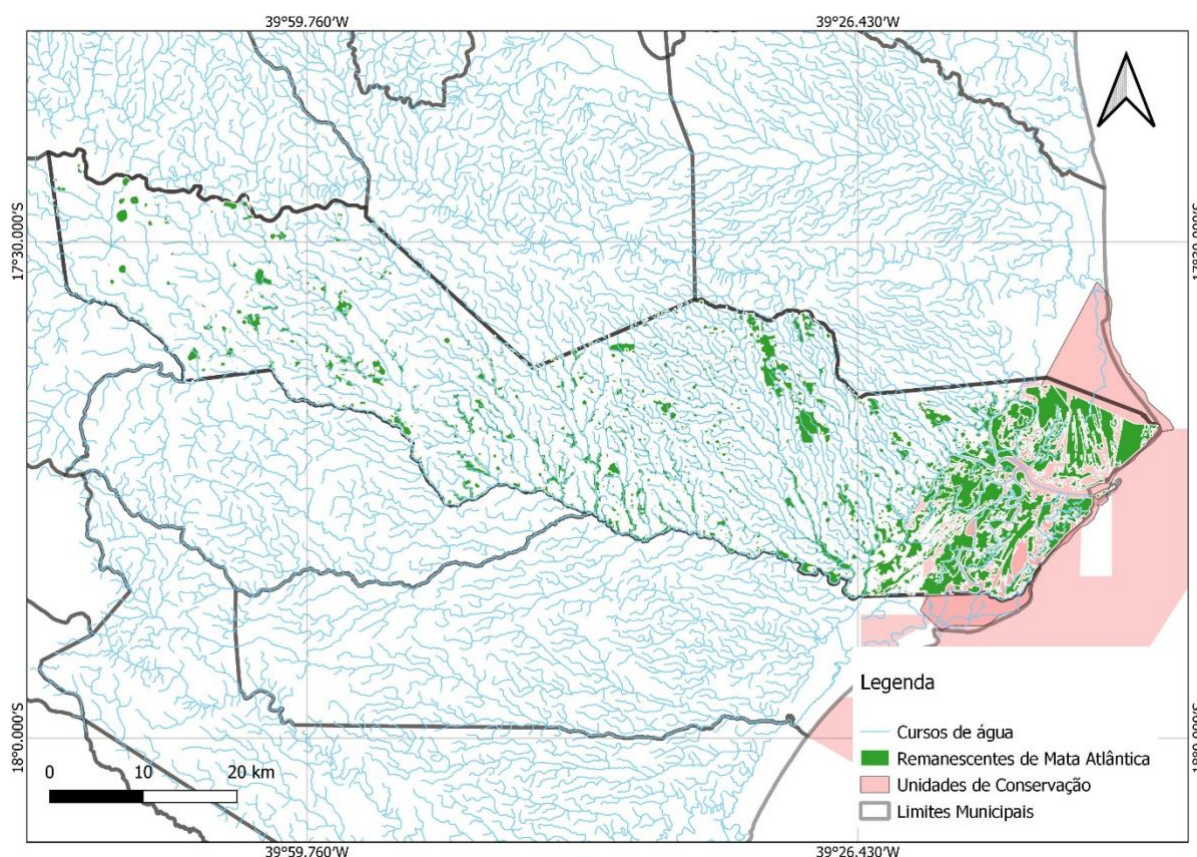 39°59.760'W 39°26.430'W
17°30.000'S
18°0.000'S
Legenda
Cursos de água
Remanescentes de Mata Atlântica
Unidades de Conservação
Limites Municipais
0 10 20 km
39°59.760'W 39°26.430'W